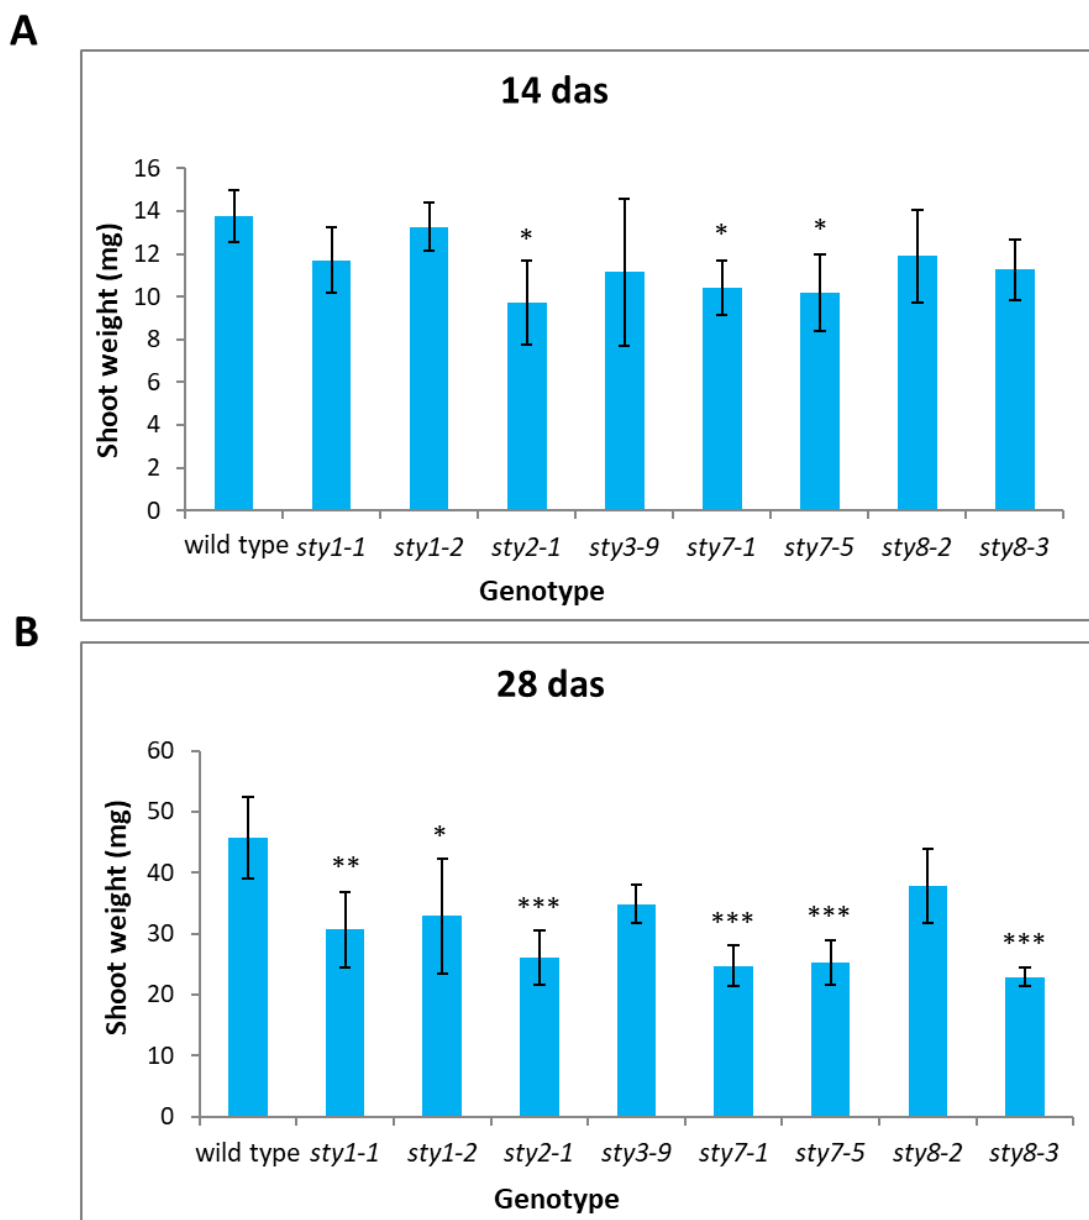 A
14 das
Shoot weight (mg)
16
14
12
10
8
6
4
2
0
* * *
wild type sty1-1 sty1-2 sty2-1 sty3-9 sty7-1 sty7-5 sty8-2 sty8-3
Genotype
B
28 das
Shoot weight (mg)
60
50
40
30
20
10
0
** * *** *** *** ***
wild type sty1-1 sty1-2 sty2-1 sty3-9 sty7-1 sty7-5 sty8-2 sty8-3
Genotype